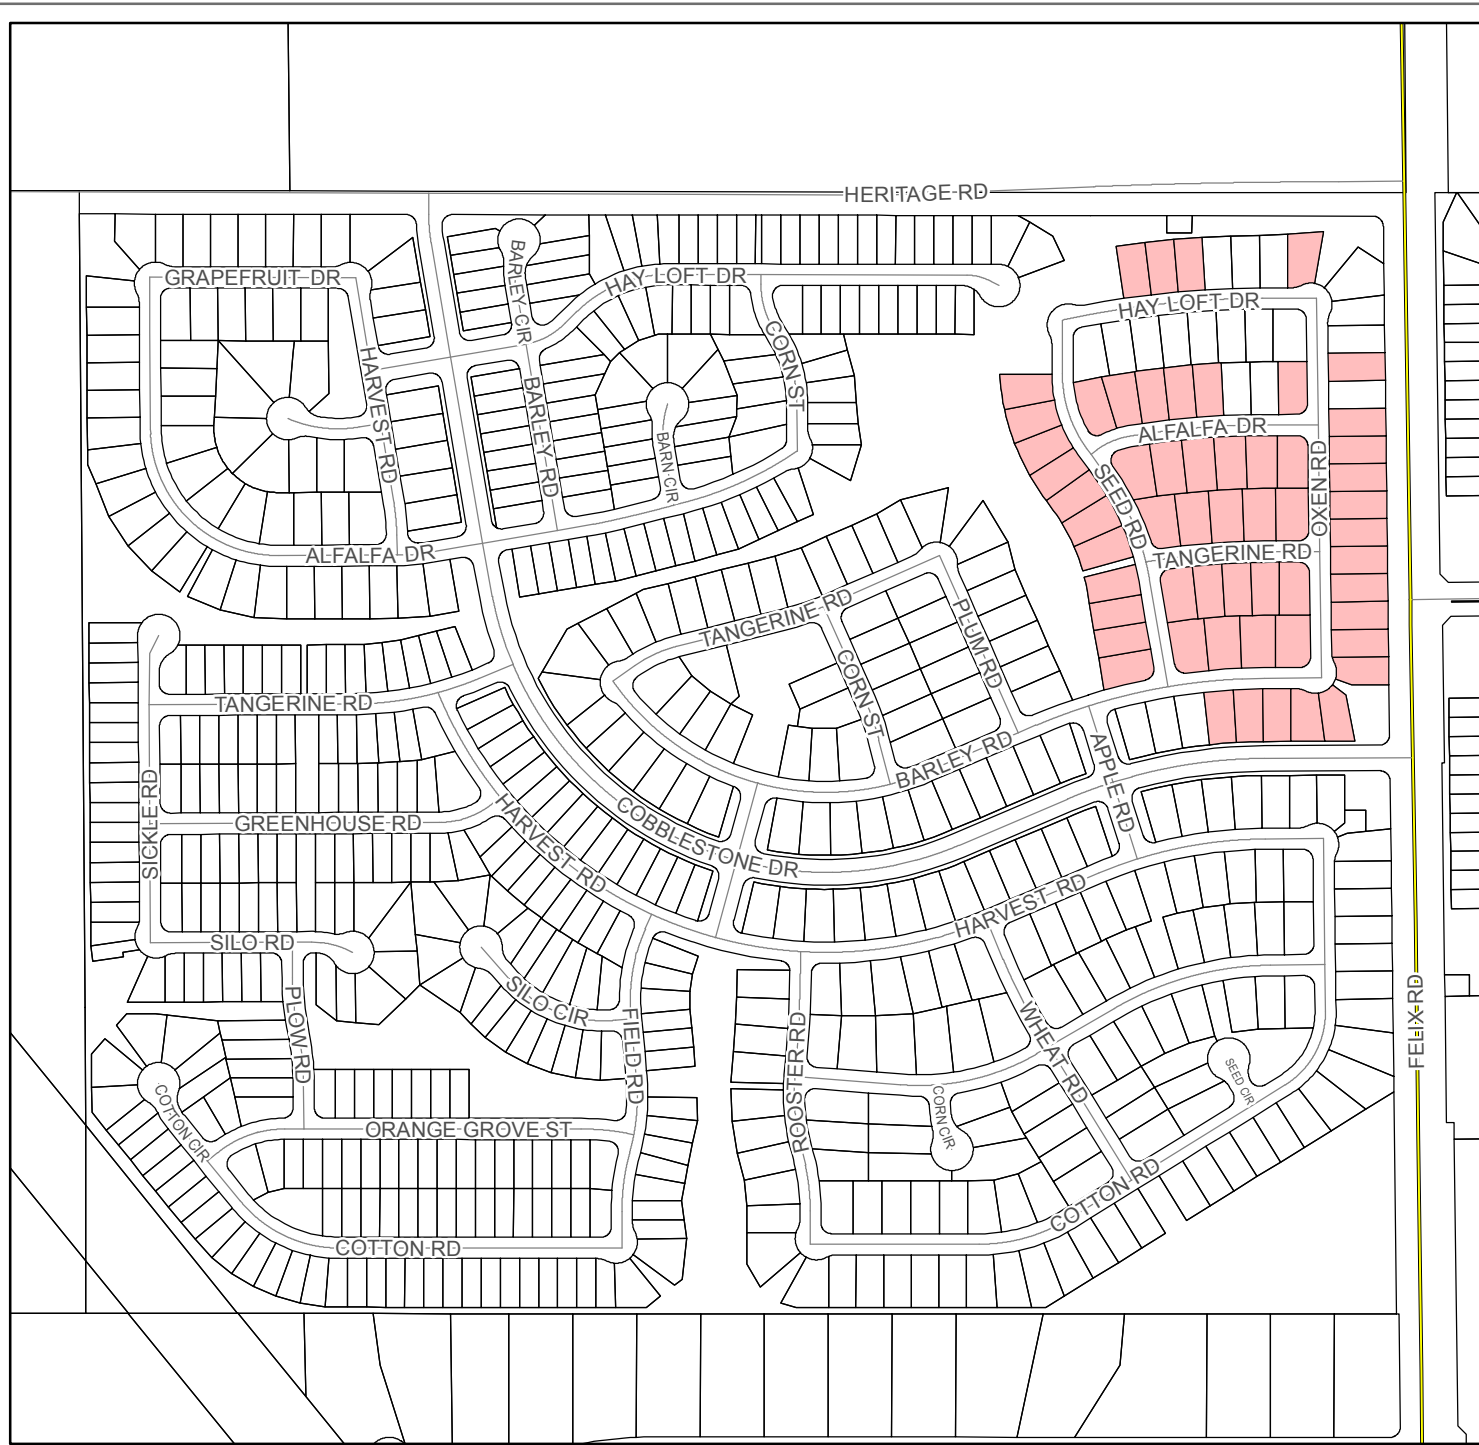 HERITAGE RD
GRAPEFRUIT DR
BARLEY CIR
HAY LOFT DR
HAY LOFT DR
CORN ST
HARVEST RD
BARLEY RD
BARN CIR
ALFALFA DR
SEED RD
OXEN RD
ALFALFA DR
TANGERINE RD
TANGERINE RD
PLUM RD
CORN ST
TANGERINE RD
BARLEY RD
APPLE RD
SICKLE RD
GREENHOUSE RD
HARVEST RD
COBBLESTONE DR
HARVEST RD
SILO RD
SILO CIR
PLOW RD
FIELD RD
ROOSTER RD
WHEAT RD
FELIX RD
SEED CIR
COTTON CIR
CORN CIR
ORANGE GROVE ST
COTTON RD
COTTON RD